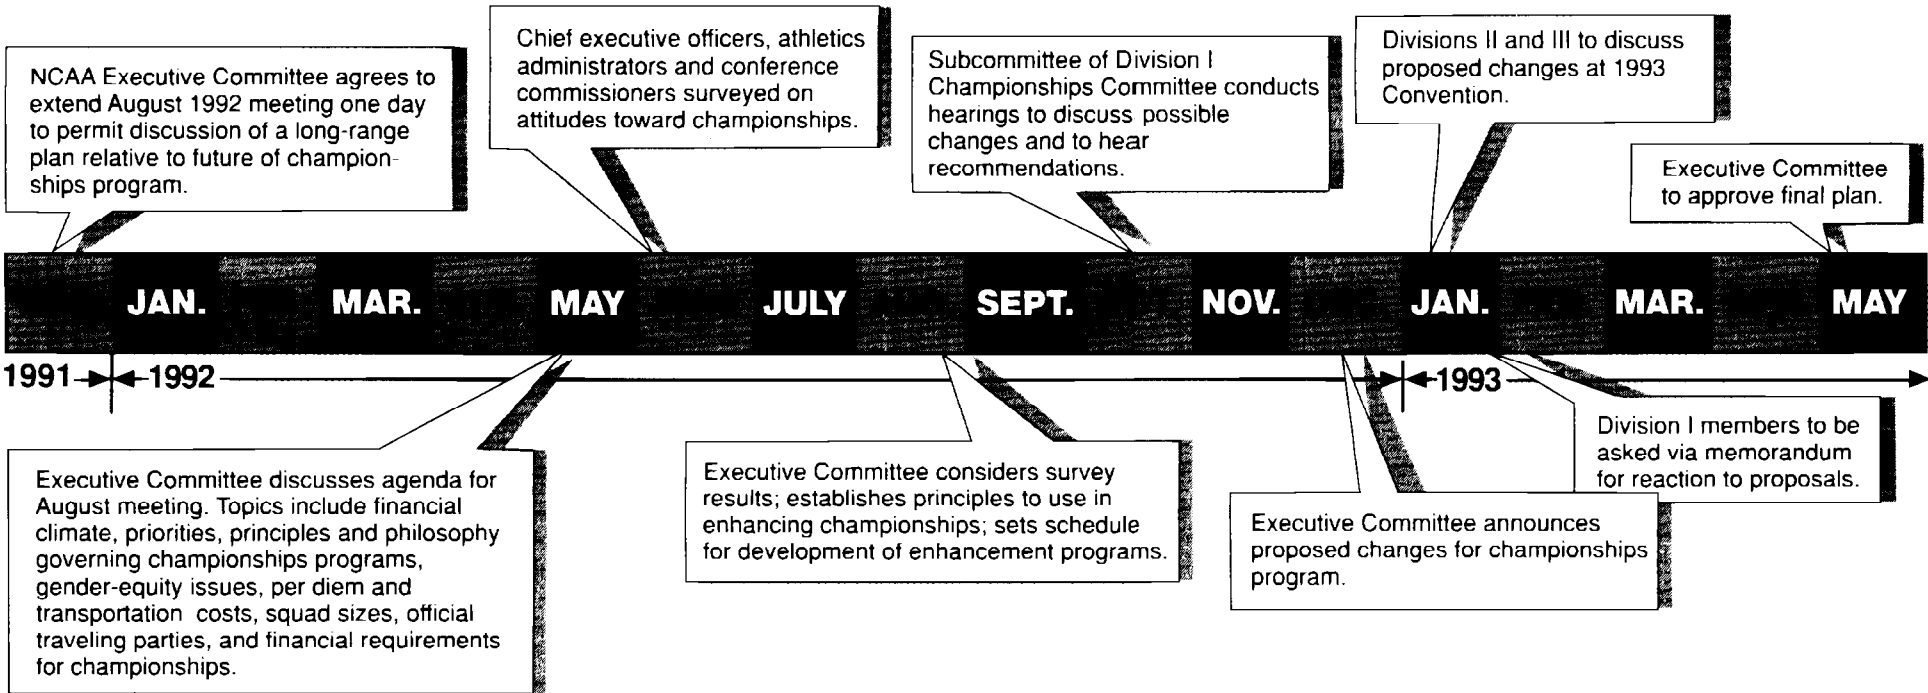 NCAA Executive Committee agrees to
extend August 1992 meeting one day
to permit discussion of a long-range
plan relative to future of champion-
ships program.
Chief executive officers, athletics
administrators and conference
commissioners surveyed on
attitudes toward championships.
Subcommittee of Division I
Championships Committee conducts
hearings to discuss possible
changes and to hear
recommendations.
Divisions II and III to discuss
proposed changes at 1993
Convention.
Executive Committee
to approve final plan.
JAN. MAR. MAY JULY SEPT. NOV. JAN. MAR. MAY
1991 1992 1993
Executive Committee discusses agenda for
August meeting. Topics include financial
climate, priorities, principles and philosophy
governing championships programs,
gender-equity issues, per diem and
transportation costs, squad sizes, official
traveling parties, and financial requirements
for championships.
Executive Committee considers survey
results; establishes principles to use in
enhancing championships; sets schedule
for development of enhancement programs.
Executive Committee announces
proposed changes for championships
program.
Division I members to be
asked via memorandum
for reaction to proposals.